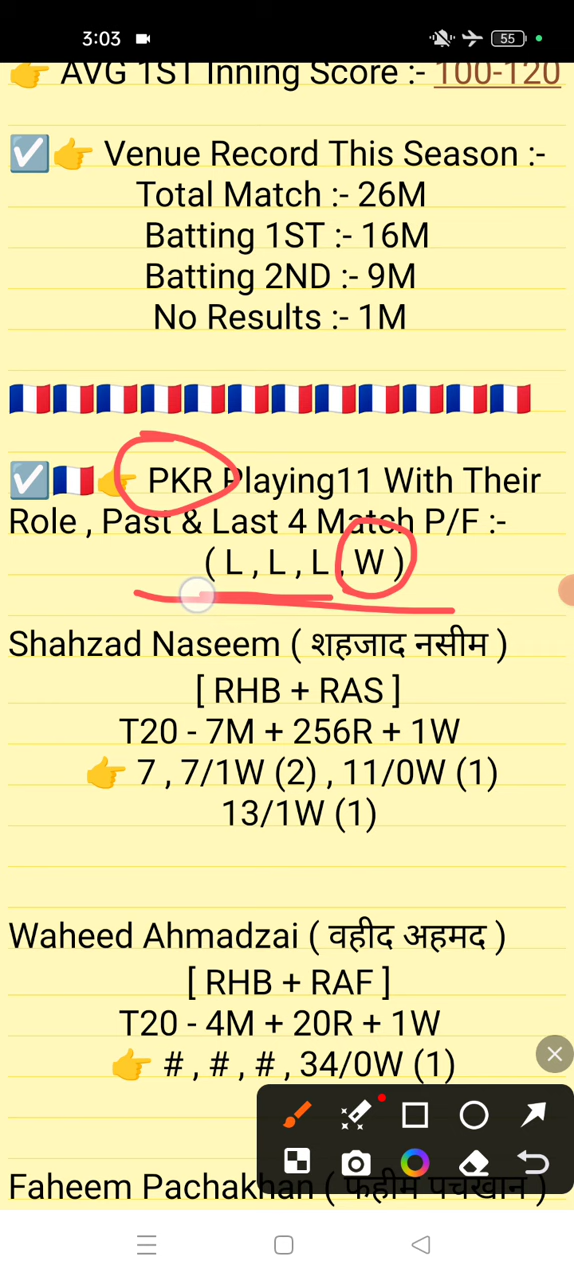 3:03
55
👉 AVG 1ST Inning Score :- 100-120
☑️👉 Venue Record This Season :-
Total Match :- 26M
Batting 1ST :- 16M
Batting 2ND :- 9M
No Results :- 1M
🇫🇷🇫🇷🇫🇷🇫🇷🇫🇷🇫🇷🇫🇷🇫🇷🇫🇷🇫🇷🇫🇷🇫🇷
☑️🇫🇷👉 PKR Playing11 With Their
Role , Past & Last 4 Match P/F :-
( L , L , L , W )
Shahzad Naseem ( शहजाद नसीम )
[ RHB + RAS ]
T20 - 7M + 256R + 1W
👉 7 , 7/1W (2) , 11/0W (1)
13/1W (1)
Waheed Ahmadzai ( वहीद अहमद )
[ RHB + RAF ]
T20 - 4M + 20R + 1W
👉 # , # , # , 34/0W (1)
Faheem Pachakhan ( फहीम पचखान )